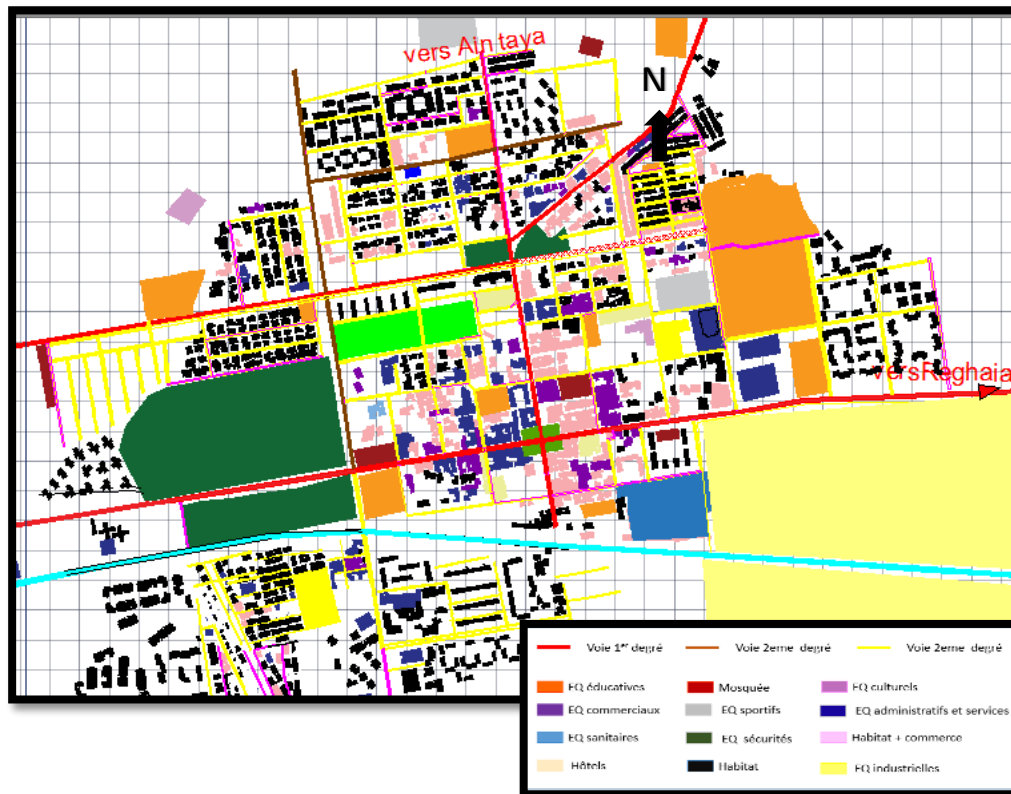 vers Ain taya
N
versReghaia
Voie 1er degré
Voie 2eme degré
Voie 2eme degré
EQ éducatives
Mosquée
EQ culturels
EQ commerciaux
EQ sportifs
EQ administratifs et services
EQ sanitaires
EQ sécurités
Habitat + commerce
Hôtels
Habitat
EQ industrielles